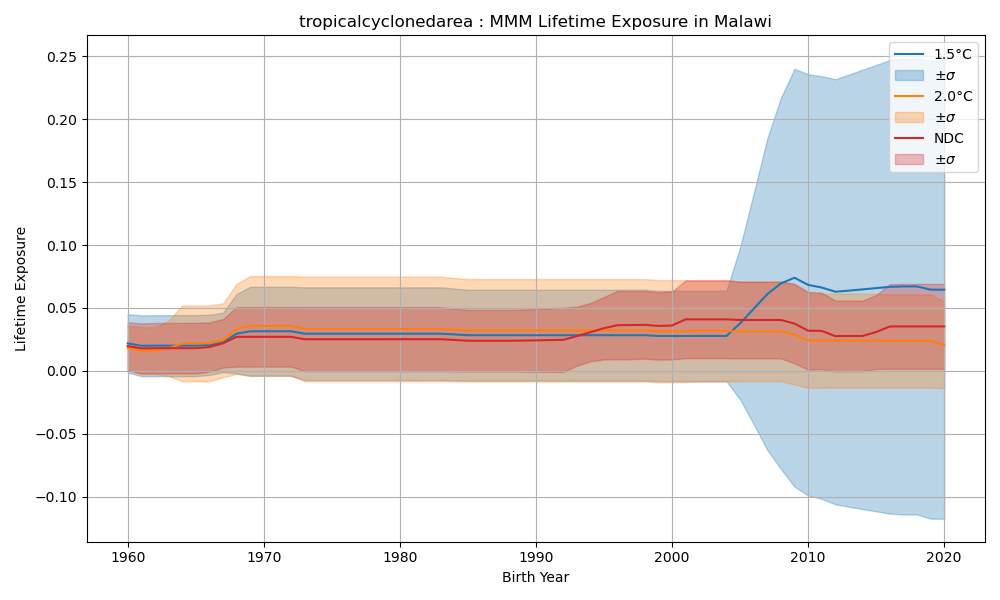 tropicalcyclonedarea : MMM Lifetime Exposure in Malawi
Lifetime Exposure
0.25
0.20
0.15
0.10
0.05
0.00
−0.05
−0.10
1.5°C
±σ
2.0°C
±σ
NDC
±σ
1960
1970
1980
1990
2000
2010
2020
Birth Year